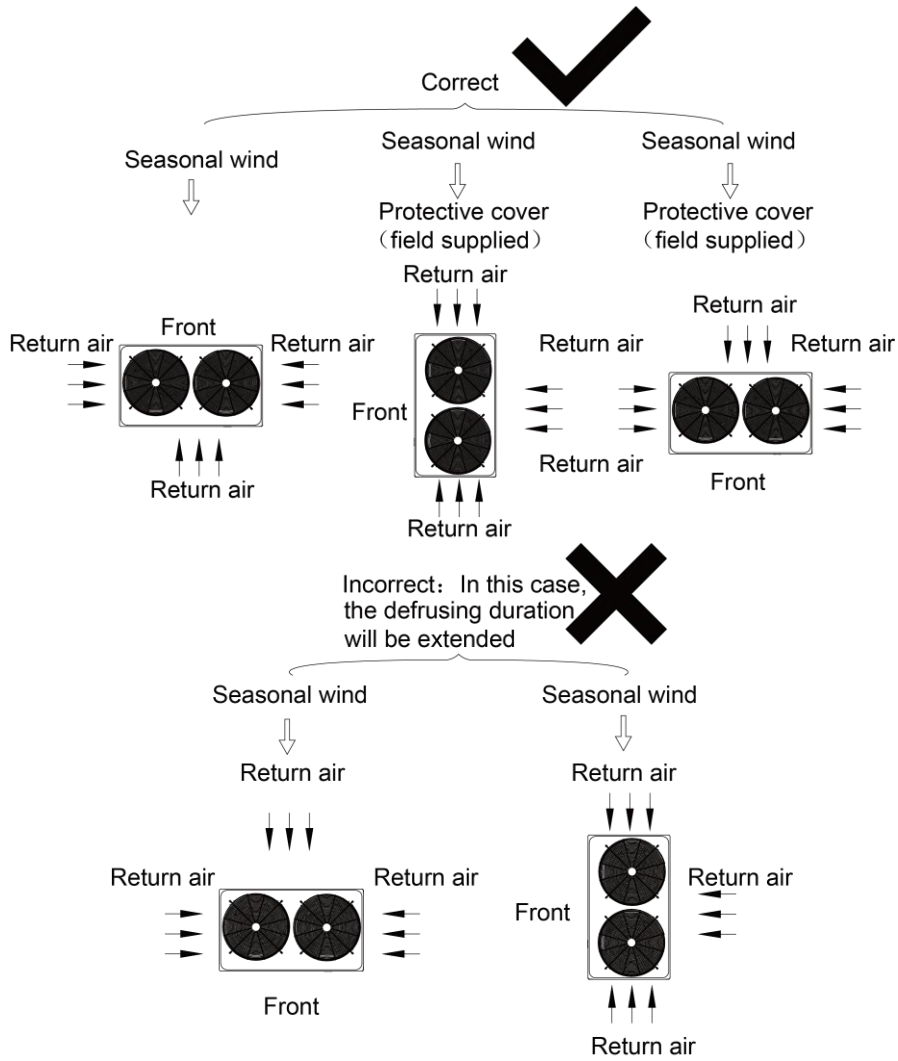 Correct
Seasonal wind
Seasonal wind
Seasonal wind
Protective cover
（field supplied）
Protective cover
（field supplied）
Return air
Return air
Front
Return air
Return air
Return air
Return air
Return air
Front
Front
Return air
Return air
Return air
Incorrect：In this case,
the defrusing duration
will be extended
Seasonal wind
Seasonal wind
Return air
Return air
Return air
Return air
Return air
Front
Front
Return air